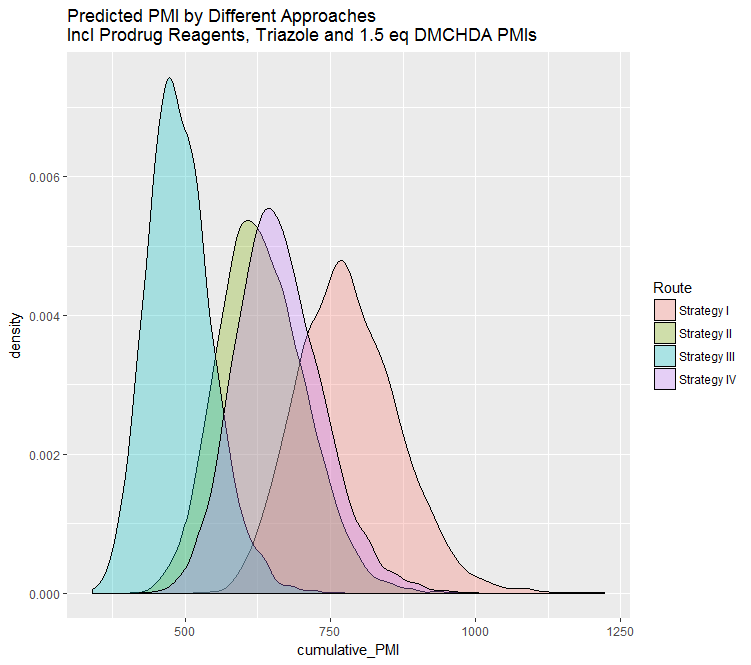 Predicted PMI by Different Approaches
Incl Prodrug Reagents, Triazole and 1.5 eq DMCHDA PMIs
density
0.006
0.004
0.002
0.000
500
750
1000
1250
cumulative_PMI
Route
Strategy I
Strategy II
Strategy III
Strategy IV